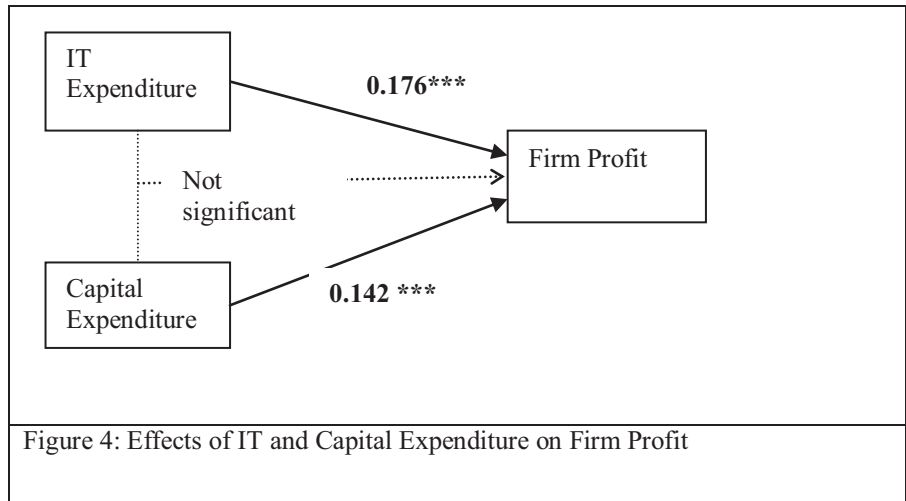 IT
Expenditure
0.176***
Firm Profit
Not
significant
Capital
Expenditure
0.142 ***
Figure 4: Effects of IT and Capital Expenditure on Firm Profit